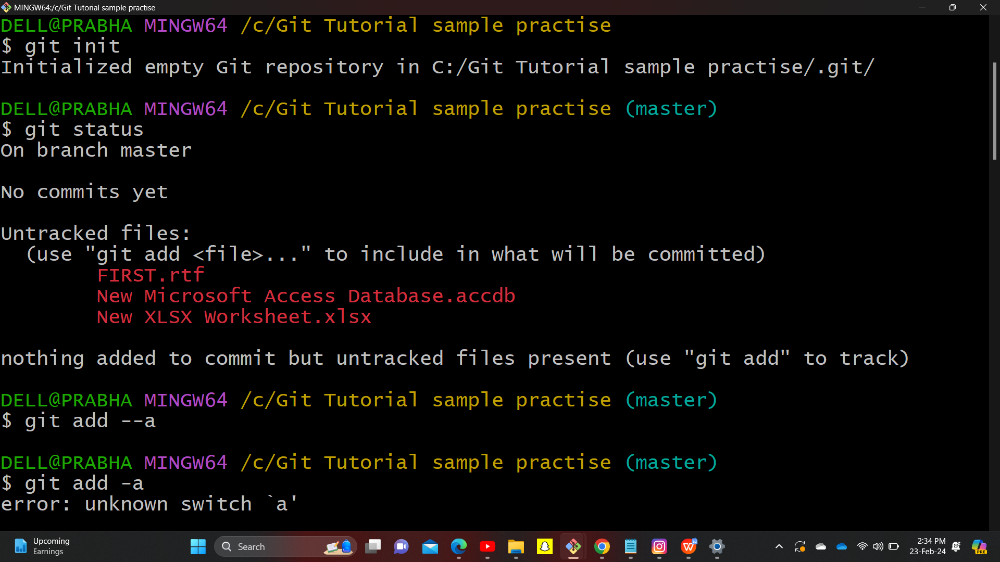 MINGW64:/c/Git Tutorial sample practise
DELL@PRABHA MINGW64 /c/Git Tutorial sample practise
$ git init
Initialized empty Git repository in C:/Git Tutorial sample practise/.git/
DELL@PRABHA MINGW64 /c/Git Tutorial sample practise (master)
$ git status
On branch master
No commits yet
Untracked files:
  (use "git add <file>..." to include in what will be committed)
        FIRST.rtf
        New Microsoft Access Database.accdb
        New XLSX Worksheet.xlsx
nothing added to commit but untracked files present (use "git add" to track)
DELL@PRABHA MINGW64 /c/Git Tutorial sample practise (master)
$ git add --a
DELL@PRABHA MINGW64 /c/Git Tutorial sample practise (master)
$ git add -a
error: unknown switch `a'
Upcoming
Earnings
Search
W
PRE
2:34 PM
23-Feb-24